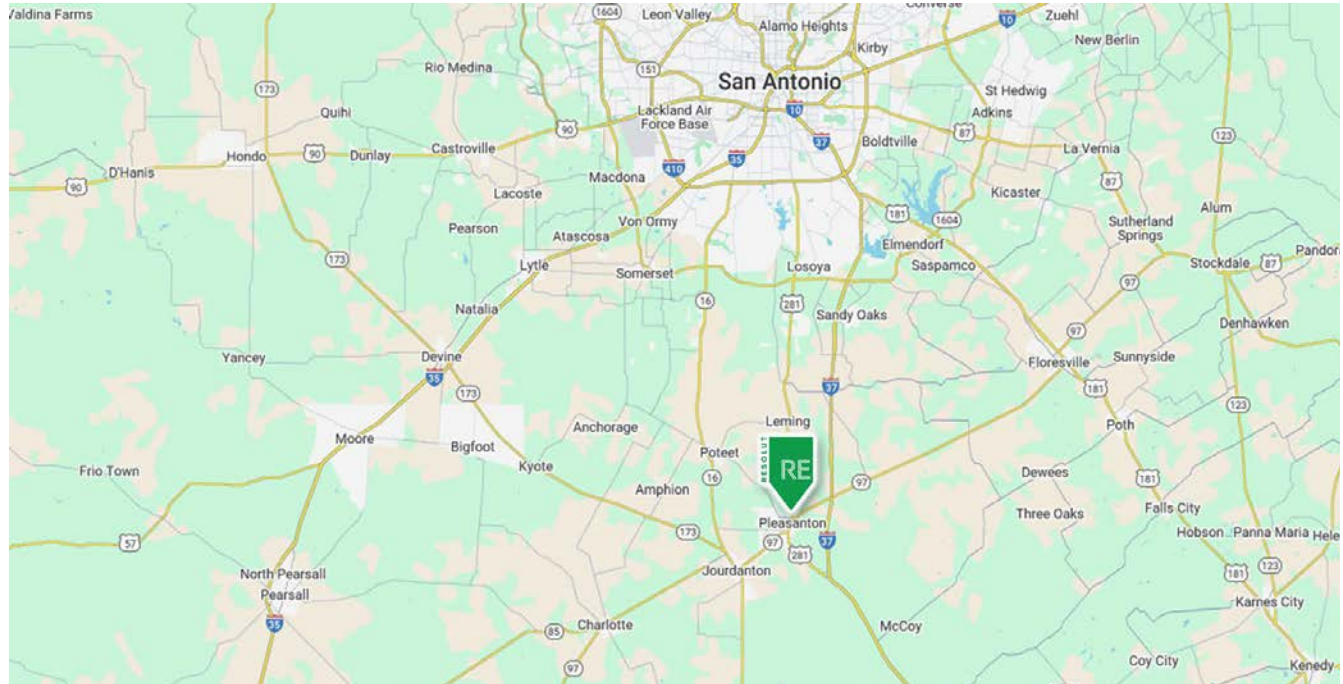 Valdina Farms
1604
Leon Valley
Converse
10
Zuehl
Alamo Heights
New Berlin
Kirby
Rio Medina
151
San Antonio
173
St Hedwig
Quihi
Lackland Air
Force Base
10
Adkins
90
87
123
Boldtville
37
Castroville
35
La Vernia
Hondo
90
Dunlay
410
D'Hanis
Macdona
87
90
Lacoste
Kicaster
Alum
Von Ormy
181
1604
Pearson
Sutherland
Springs
Atascosa
Elmendorf
173
Lytle
Somerset
Losoya
Saspamco
Stockdale
87
Pandora
97
16
281
Natalia
Sandy Oaks
Denhawken
97
Yancey
Devine
Floresville
Sunnyside
35
37
181
173
123
Leming
Anchorage
Poth
Moore
Bigfoot
Poteet
RESOLUT
RE
Kyote
Frio Town
Dewees
16
181
97
Amphion
Falls City
Three Oaks
Pleasanton
173
Hobson
Panna Maria
57
97
37
281
North Pearsall
Jourdanton
181
123
Pearsall
Karnes City
35
85
Charlotte
McCoy
Coy City
97
Kenedy